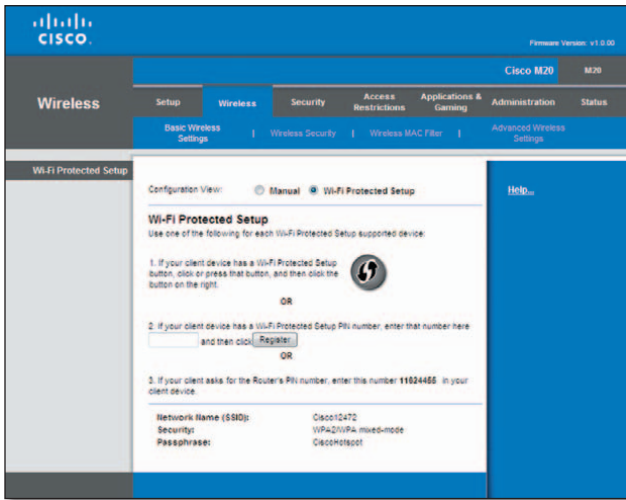 CISCO
Firmware Version: v1.0.00
Cisco M20 M20
Wireless
Setup Wireless Security Access Restrictions Applications & Gaming Administration Status
Basic Wireless Settings | Wireless Security | Wireless MAC Filter | Advanced Wireless Settings
Wi-Fi Protected Setup
Configuration View: Manual Wi-Fi Protected Setup
Help...
Wi-Fi Protected Setup
Use one of the following for each Wi-Fi Protected Setup supported device:
1. If your client device has a Wi-Fi Protected Setup
button, click or press that button, and then click the
button on the right.
OR
2. If your client device has a Wi-Fi Protected Setup PIN number, enter that number here
and then click Register
OR
3. If your client asks for the Router's PIN number, enter this number 11624455 in your
client device.
Network Name (SSID): Cisco12472
Security: WPA2/WPA mixed-mode
Passphrase: CiscoHotspot